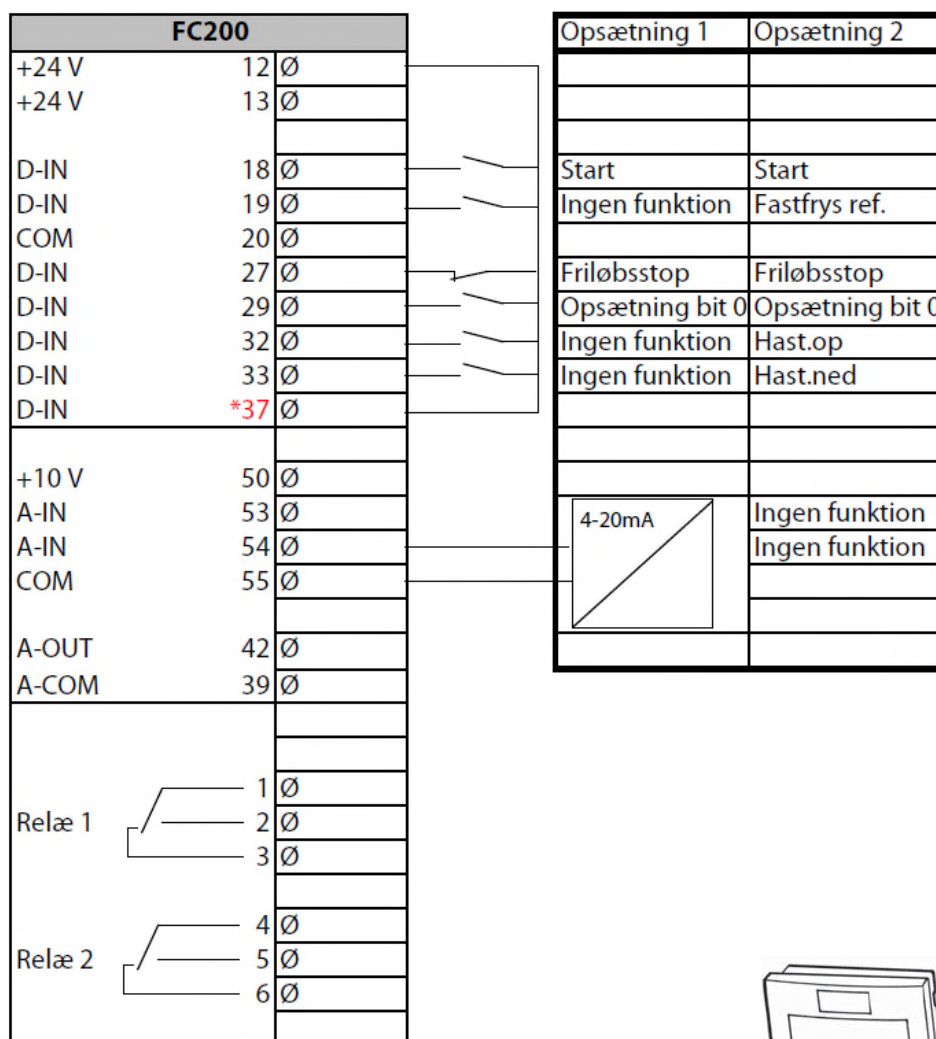 FC200
+24 V 12 Ø
+24 V 13 Ø
D-IN 18 Ø
D-IN 19 Ø
COM 20 Ø
D-IN 27 Ø
D-IN 29 Ø
D-IN 32 Ø
D-IN 33 Ø
D-IN *37 Ø
+10 V 50 Ø
A-IN 53 Ø
A-IN 54 Ø
COM 55 Ø
A-OUT 42 Ø
A-COM 39 Ø
1 Ø
Relæ 1 2 Ø
3 Ø
4 Ø
Relæ 2 5 Ø
6 Ø
Opsætning 1 Opsætning 2
Start Start
Ingen funktion Fastfrys ref.
Friløbsstop Friløbsstop
Opsætning bit 0 Opsætning bit 0
Ingen funktion Hast.op
Ingen funktion Hast.ned
4-20mA Ingen funktion
Ingen funktion